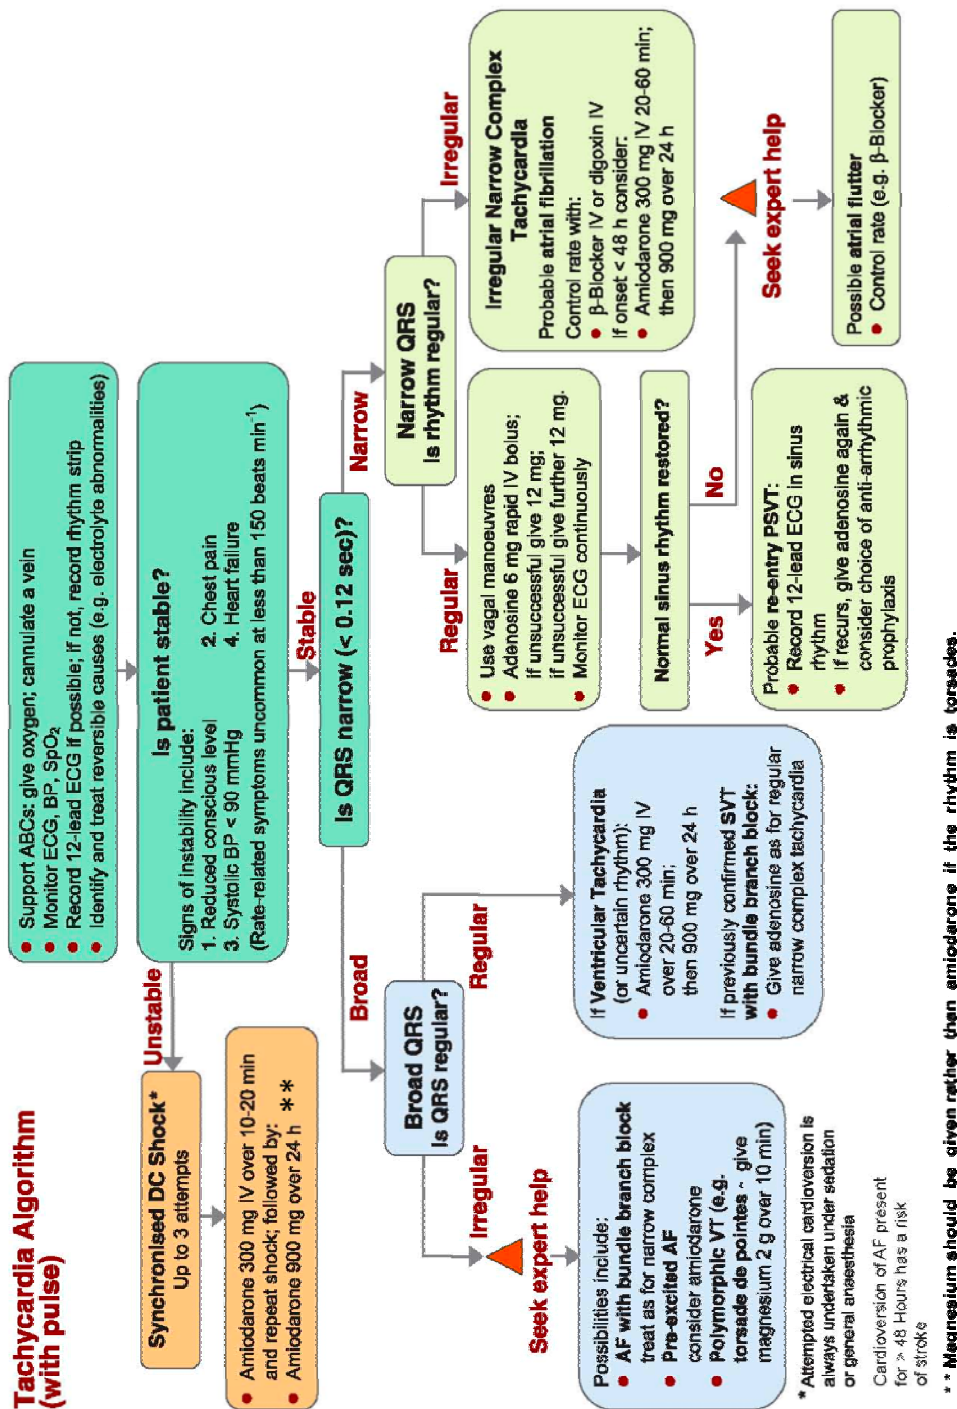 Tachycardia Algorithm
(with pulse)
● Support ABCs: give oxygen; cannulate a vein
● Monitor ECG, BP, SpO₂
● Record 12-lead ECG if possible; if not, record rhythm strip
● Identify and treat reversible causes (e.g. electrolyte abnormalities)
Is patient stable?
Signs of instability include:
1. Reduced conscious level 2. Chest pain
3. Systolic BP < 90 mmHg 4. Heart failure
(Rate-related symptoms uncommon at less than 150 beats min⁻¹)
Unstable
Synchronised DC Shock*
Up to 3 attempts
● Amiodarone 300 mg IV over 10-20 min
and repeat shock; followed by:
● Amiodarone 900 mg over 24 h **
Stable
Is QRS narrow (< 0.12 sec)?
Broad
Narrow
Broad QRS
Is QRS regular?
Irregular
Regular
Seek expert help
Possibilities include:
● AF with bundle branch block
treat as for narrow complex
● Pre-excited AF
consider amiodarone
● Polymorphic VT (e.g.
torsade de pointes - give
magnesium 2 g over 10 min)
If Ventricular Tachycardia
(or uncertain rhythm):
● Amiodarone 300 mg IV
over 20-60 min;
then 900 mg over 24 h
If previously confirmed SVT
with bundle branch block:
● Give adenosine as for regular
narrow complex tachycardia
Narrow QRS
Is rhythm regular?
Regular
Irregular
● Use vagal manoeuvres
● Adenosine 6 mg rapid IV bolus;
if unsuccessful give 12 mg;
if unsuccessful give further 12 mg.
● Monitor ECG continuously
Irregular Narrow Complex
Tachycardia
Probable atrial fibrillation
Control rate with:
● β-Blocker IV or digoxin IV
If onset < 48 h consider:
● Amiodarone 300 mg IV 20-60 min;
then 900 mg over 24 h
Normal sinus rhythm restored?
Yes
No
Probable re-entry PSVT:
● Record 12-lead ECG in sinus
rhythm
● If recurs, give adenosine again &
consider choice of anti-arrhythmic
prophylaxis
Seek expert help
Possible atrial flutter
● Control rate (e.g. β-Blocker)
*Attempted electrical cardioversion is
always undertaken under sedation
or general anaesthesia
Cardioversion of AF present
for > 48 Hours has a risk
of stroke
** Magnesium should be given rather than amiodarone if the rhythm is torsades.